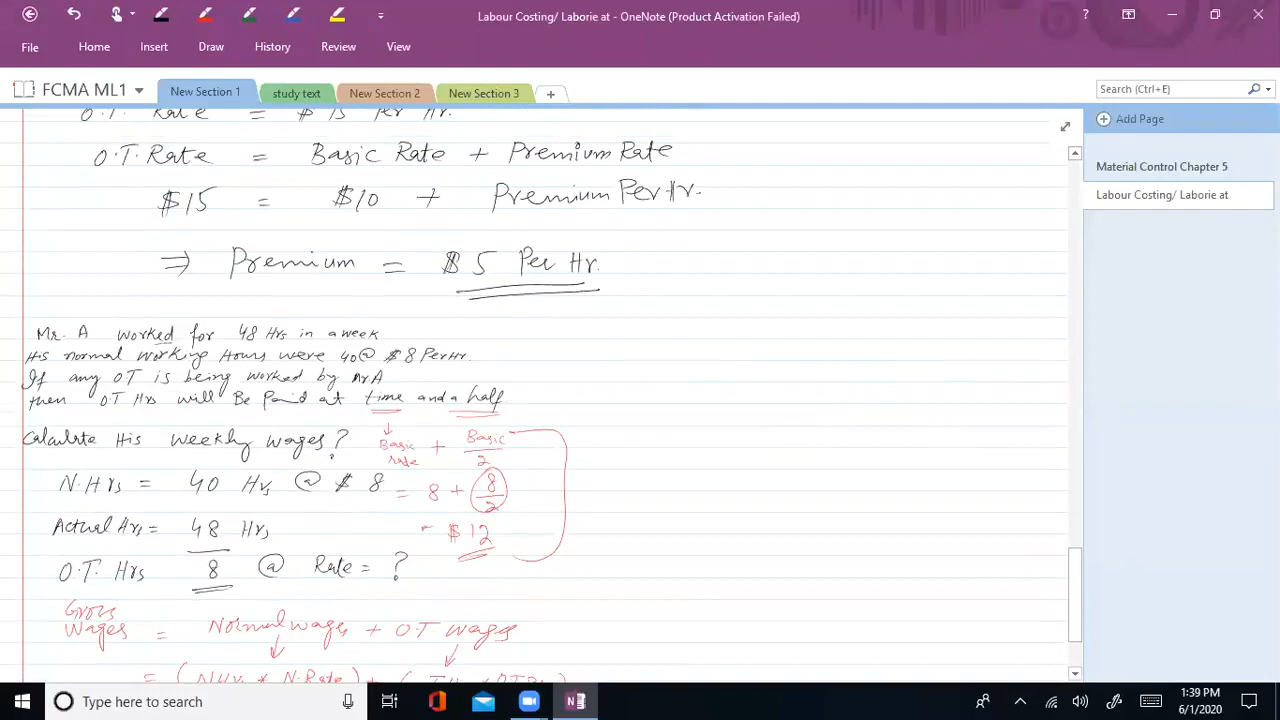 Labour Costing/ Laborie at - OneNote (Product Activation Failed)
File Home Insert Draw History Review View
FCMA ML1 New Section 1 study text New Section 2 New Section 3
Search (Ctrl+E)
Add Page
Material Control Chapter 5
Labour Costing/ Laborie at
O.T. Rate = $ 15 per Hr.
O.T. Rate = Basic Rate + Premium Rate
$15 = $10 + Premium Per Hr.
⇒ Premium = $5 Per Hr.
Mr. A worked for 48 Hrs in a week
His normal working Hours were 40 @ $8 Per Hr.
If any OT is being worked by Mr A
then O.T Hrs will Be Paid at time and a half
Calculate His weekly wages?
Basic rate + Basic/2
N.Hrs = 40 Hrs @ $ 8
= 8 + 8/2
Actual Hrs = 48 Hrs
= $12
O.T. Hrs 8 @ Rate = ?
Gross
Wages = Normal wages + O.T wages
= (NHrs * N.Rate)
Type here to search
1:39 PM
6/1/2020